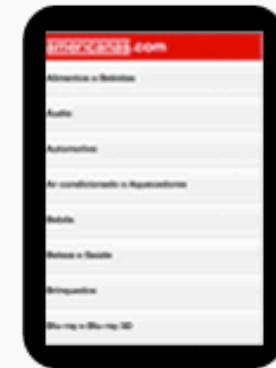 americanas.com
Alimentos e Bebidas
Áudio
Automotivo
Ar condicionado e Aquecedores
Bebês
Beleza e Saúde
Brinquedos
Blu-ray e Blu-ray 3D